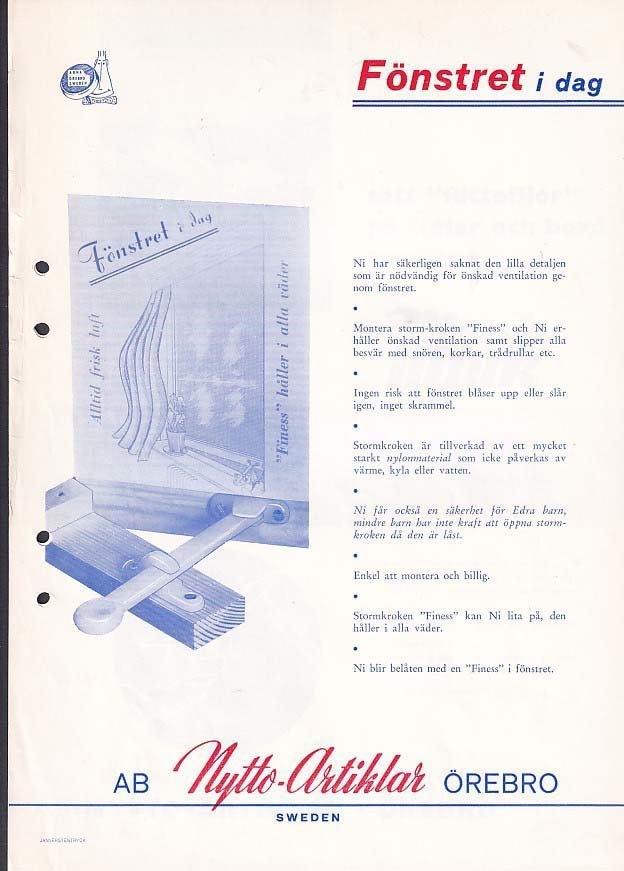 ABNA
ÖREBRO
SWEDEN
Fönstret i dag
Fönstret i dag
Alltid frisk luft
"Finess" håller i alla väder
Ni har säkerligen saknat den lilla detaljen
som är nödvändig för önskad ventilation ge-
nom fönstret.
•
Montera storm-kroken "Finess" och Ni er-
håller önskad ventilation samt slipper alla
besvär med snören, korkar, trådrullar etc.
•
Ingen risk att fönstret blåser upp eller slår
igen, inget skrammel.
•
Stormkroken är tillverkad av ett mycket
starkt nylonmaterial som icke påverkas av
värme, kyla eller vatten.
•
Ni får också en säkerhet för Edra barn,
mindre barn har inte kraft att öppna storm-
kroken då den är låst.
•
Enkel att montera och billig.
•
Stormkroken "Finess" kan Ni lita på, den
håller i alla väder.
•
Ni blir belåten med en "Finess" i fönstret.
AB Nytto-Artiklar ÖREBRO
SWEDEN